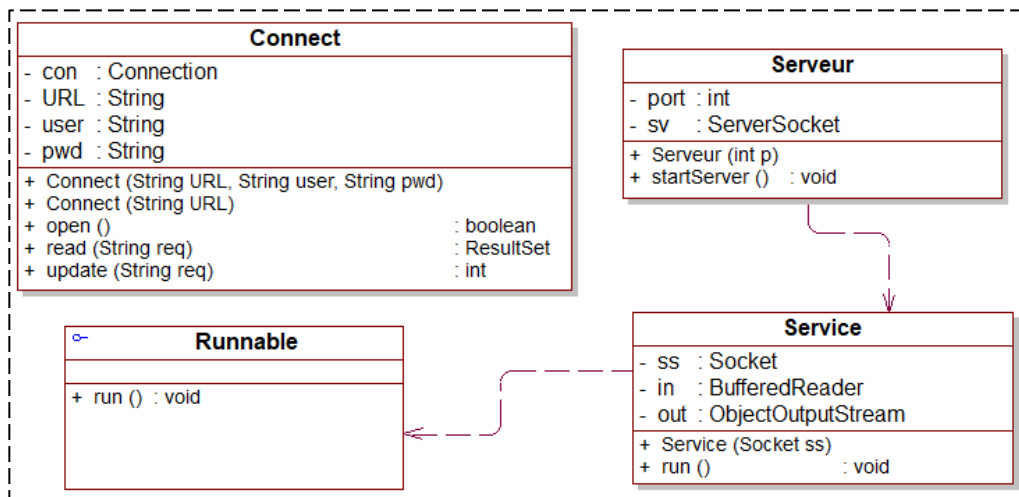 Connect
- con : Connection
- URL : String
- user : String
- pwd : String
+ Connect (String URL, String user, String pwd)
+ Connect (String URL)
+ open () : boolean
+ read (String req) : ResultSet
+ update (String req) : int
Serveur
- port : int
- sv : ServerSocket
+ Serveur (int p)
+ startServer () : void
Runnable
+ run () : void
Service
- ss : Socket
- in : BufferedReader
- out : ObjectOutputStream
+ Service (Socket ss)
+ run () : void